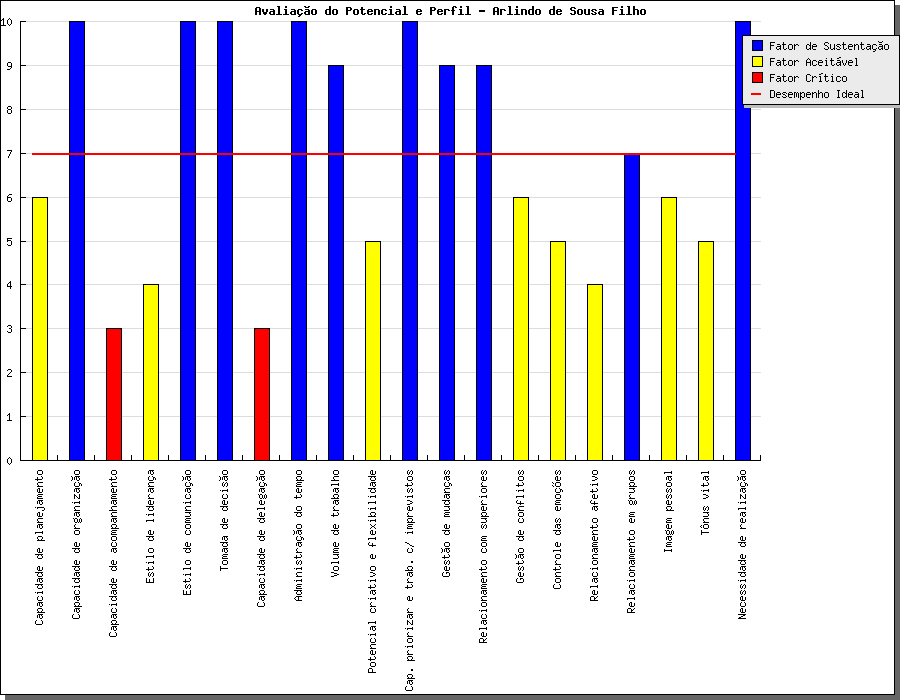 Avaliação do Potencial e Perfil - Arlindo de Sousa Filho
Fator de Sustentação
Fator Aceitável
Fator Crítico
Desempenho Ideal
10
9
8
7
6
5
4
3
2
1
0
Capacidade de planejamento
Capacidade de organização
Capacidade de acompanhamento
Estilo de liderança
Estilo de comunicação
Tomada de decisão
Capacidade de delegação
Administração do tempo
Volume de trabalho
Potencial criativo e flexibilidade
Cap. priorizar e trab. c/ imprevistos
Gestão de mudanças
Relacionamento com superiores
Gestão de conflitos
Controle das emoções
Relacionamento afetivo
Relacionamento em grupos
Imagem pessoal
Tônus vital
Necessidade de realização